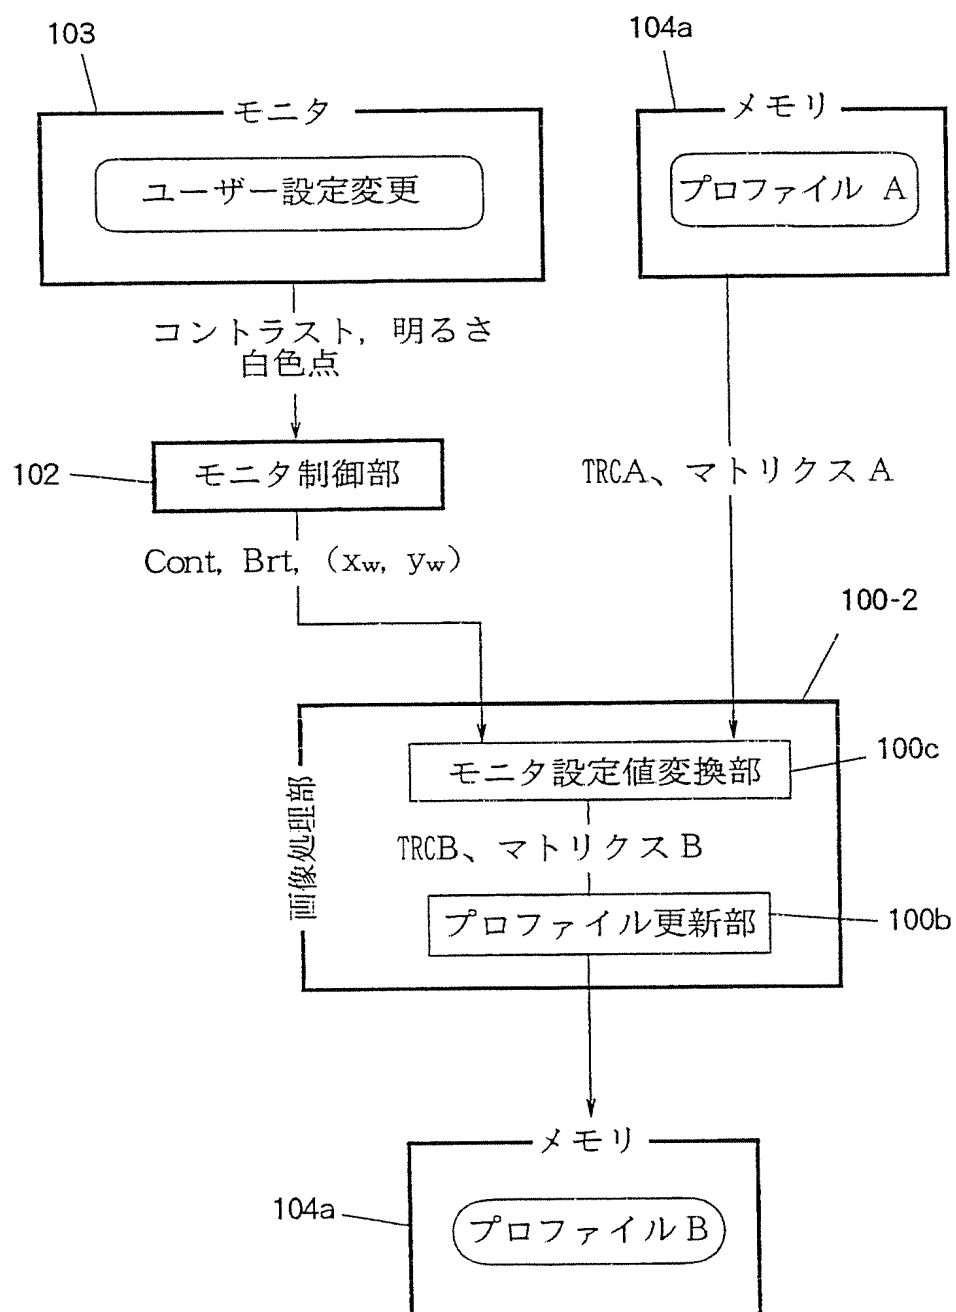 103
104a
モニタ
メモリ
ユーザー設定変更
プロファイル A
コントラスト, 明るさ
白色点
102
モニタ制御部
TRCA、マトリクス A
Cont, Brt, (xw, yw)
100-2
モニタ設定値変換部
100c
画像処理部
TRCB、マトリクス B
プロファイル更新部
100b
メモリ
104a
プロファイル B